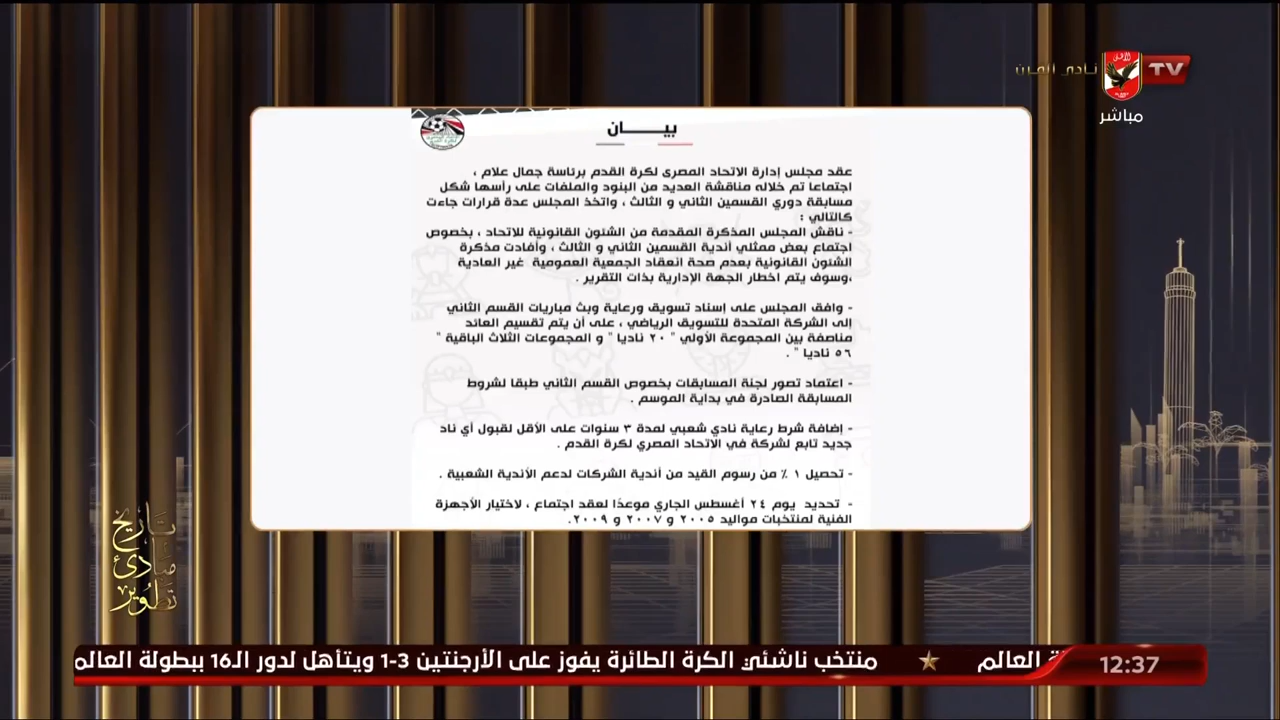 نادي القرن
TV
مباشر
بيـــــان
عقد مجلس إدارة الاتحاد المصرى لكرة القدم برئاسة جمال علام ،
اجتماعا تم خلاله مناقشة العديد من البنود والملفات على رأسها شكل
مسابقة دوري القسمين الثاني و الثالث ، واتخذ المجلس عدة قرارات جاءت
كالتالي :
- ناقش المجلس المذكرة المقدمة من الشئون القانونية للاتحاد ، بخصوص
اجتماع بعض ممثلي أندية القسمين الثاني و الثالث ، وأفادت مذكرة
الشئون القانونية بعدم صحة انعقاد الجمعية العمومية غير العادية
،وسوف يتم اخطار الجهة الإدارية بذات التقرير .
- وافق المجلس على إسناد تسويق ورعاية وبث مباريات القسم الثاني
إلى الشركة المتحدة للتسويق الرياضي ، على أن يتم تقسيم العائد
مناصفة بين المجموعة الأولي " ٢٠ ناديا " و المجموعات الثلاث الباقية "
٥٦ ناديا " .
- اعتماد تصور لجنة المسابقات بخصوص القسم الثاني طبقا لشروط
المسابقة الصادرة في بداية الموسم .
- إضافة شرط رعاية نادي شعبي لمدة ٣ سنوات على الأقل لقبول أي ناد
جديد تابع لشركة في الاتحاد المصري لكرة القدم .
- تحصيل ١ ٪ من رسوم القيد من أندية الشركات لدعم الأندية الشعبية .
- تحديد يوم ٢٤ أغسطس الجاري موعدًا لعقد اجتماع ، لاختيار الأجهزة
الفنية لمنتخبات مواليد ٢٠٠٥ و ٢٠٠٧ و ٢٠٠٩.
تاريخ
مبادئ
تطوير
12:37
ة العالم ★ منتخب ناشئي الكرة الطائرة يفوز على الأرجنتين 3-1 ويتأهل لدور الـ16 ببطولة العالم